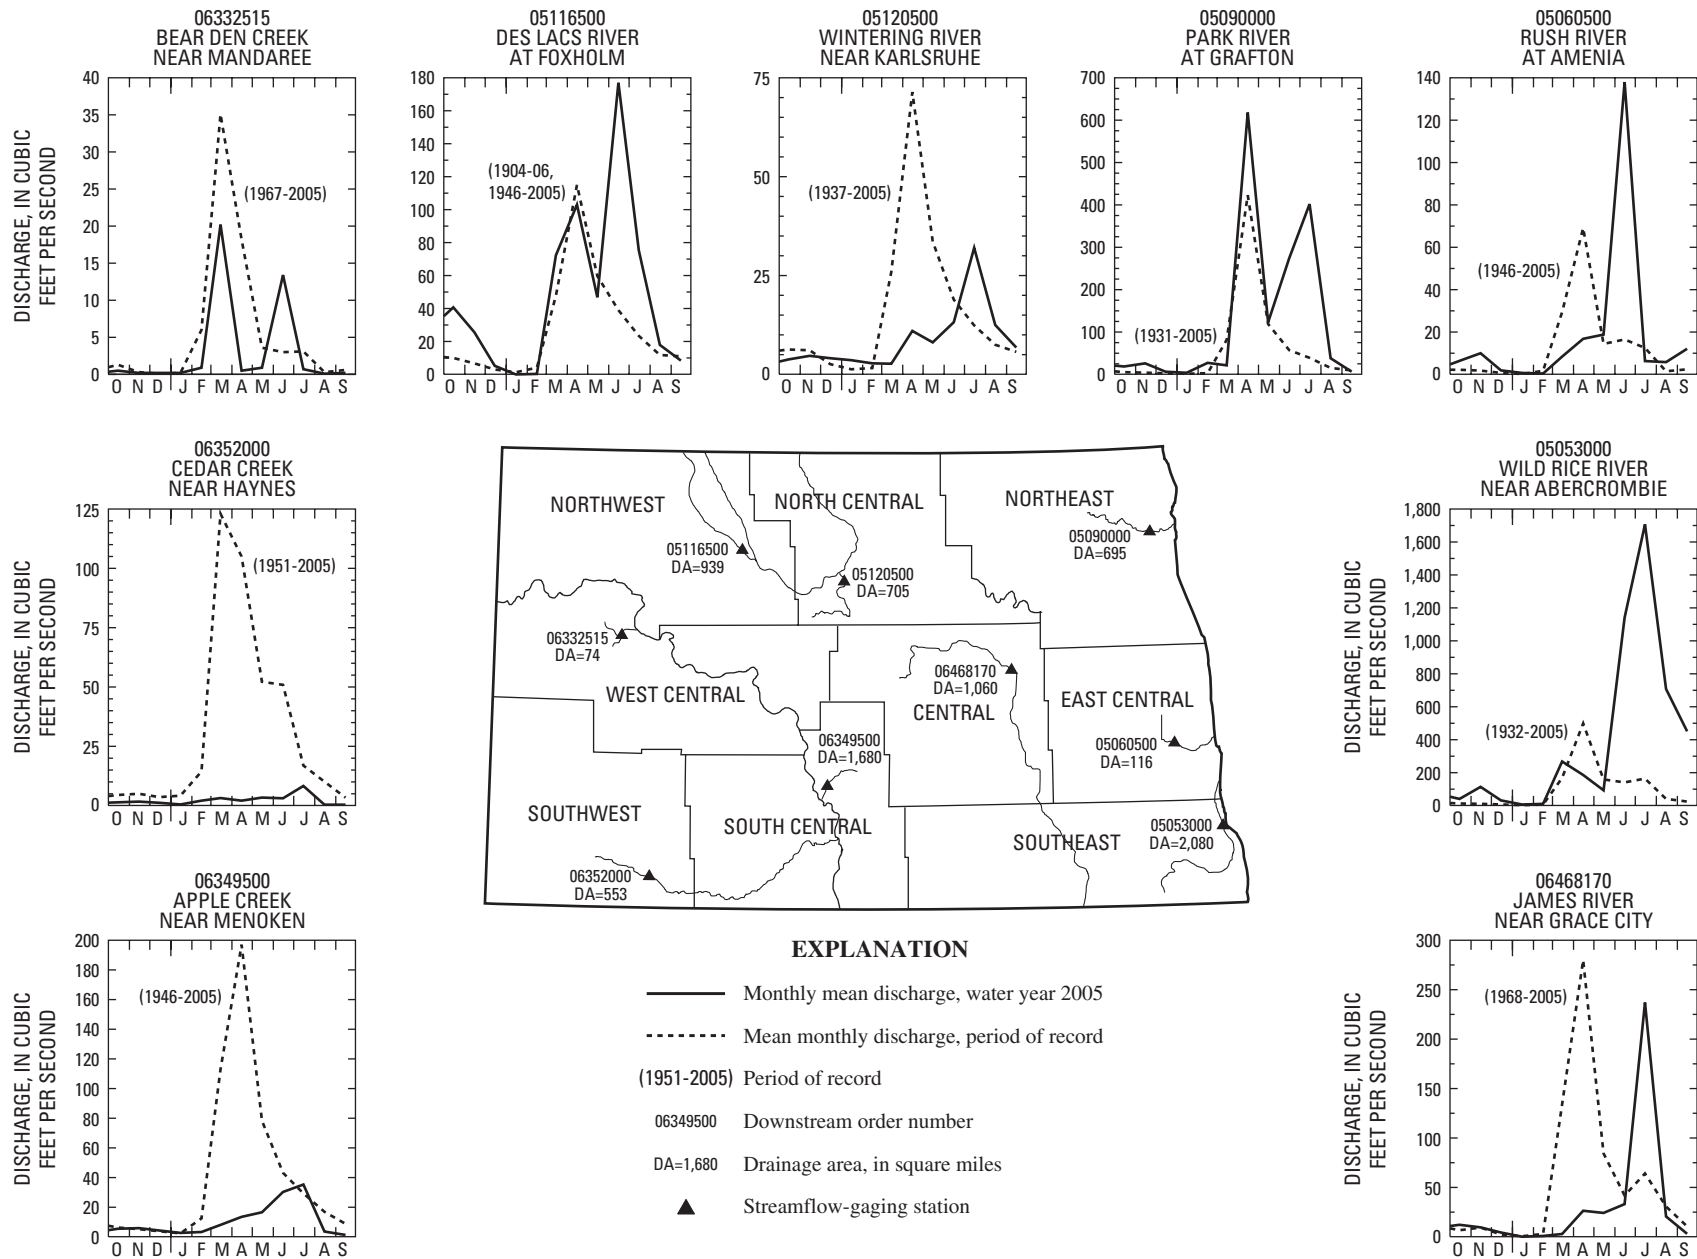 06332515
BEAR DEN CREEK
NEAR MANDAREE
DISCHARGE, IN CUBIC
FEET PER SECOND
40
35
30
25
20
15
10
5
0
(1967-2005)
O N D J F M A M J J A S
05116500
DES LACS RIVER
AT FOXHOLM
180
160
140
120
100
80
60
40
20
0
(1904-06,
1946-2005)
O N D J F M A M J J A S
05120500
WINTERING RIVER
NEAR KARLSRUHE
75
50
25
0
(1937-2005)
O N D J F M A M J J A S
05090000
PARK RIVER
AT GRAFTON
700
600
500
400
300
200
100
0
(1931-2005)
O N D J F M A M J J A S
05060500
RUSH RIVER
AT AMENIA
140
120
100
80
60
40
20
0
(1946-2005)
O N D J F M A M J J A S
06352000
CEDAR CREEK
NEAR HAYNES
DISCHARGE, IN CUBIC
FEET PER SECOND
125
100
75
50
25
0
(1951-2005)
O N D J F M A M J J A S
NORTHWEST
NORTH CENTRAL
NORTHEAST
05116500
DA=939
05120500
DA=705
05090000
DA=695
06332515
DA=74
WEST CENTRAL
06468170
DA=1,060
CENTRAL
EAST CENTRAL
06349500
DA=1,680
05060500
DA=116
SOUTHWEST
SOUTH CENTRAL
SOUTHEAST
05053000
DA=2,080
06352000
DA=553
05053000
WILD RICE RIVER
NEAR ABERCROMBIE
DISCHARGE, IN CUBIC
FEET PER SECOND
1,800
1,600
1,400
1,200
1,000
800
600
400
200
0
(1932-2005)
O N D J F M A M J J A S
06349500
APPLE CREEK
NEAR MENOKEN
DISCHARGE, IN CUBIC
FEET PER SECOND
200
180
160
140
120
100
80
60
40
20
0
(1946-2005)
O N D J F M A M J J A S
EXPLANATION
Monthly mean discharge, water year 2005
Mean monthly discharge, period of record
(1951-2005) Period of record
06349500 Downstream order number
DA=1,680 Drainage area, in square miles
Streamflow-gaging station
06468170
JAMES RIVER
NEAR GRACE CITY
DISCHARGE, IN CUBIC
FEET PER SECOND
300
250
200
150
100
50
0
(1968-2005)
O N D J F M A M J J A S